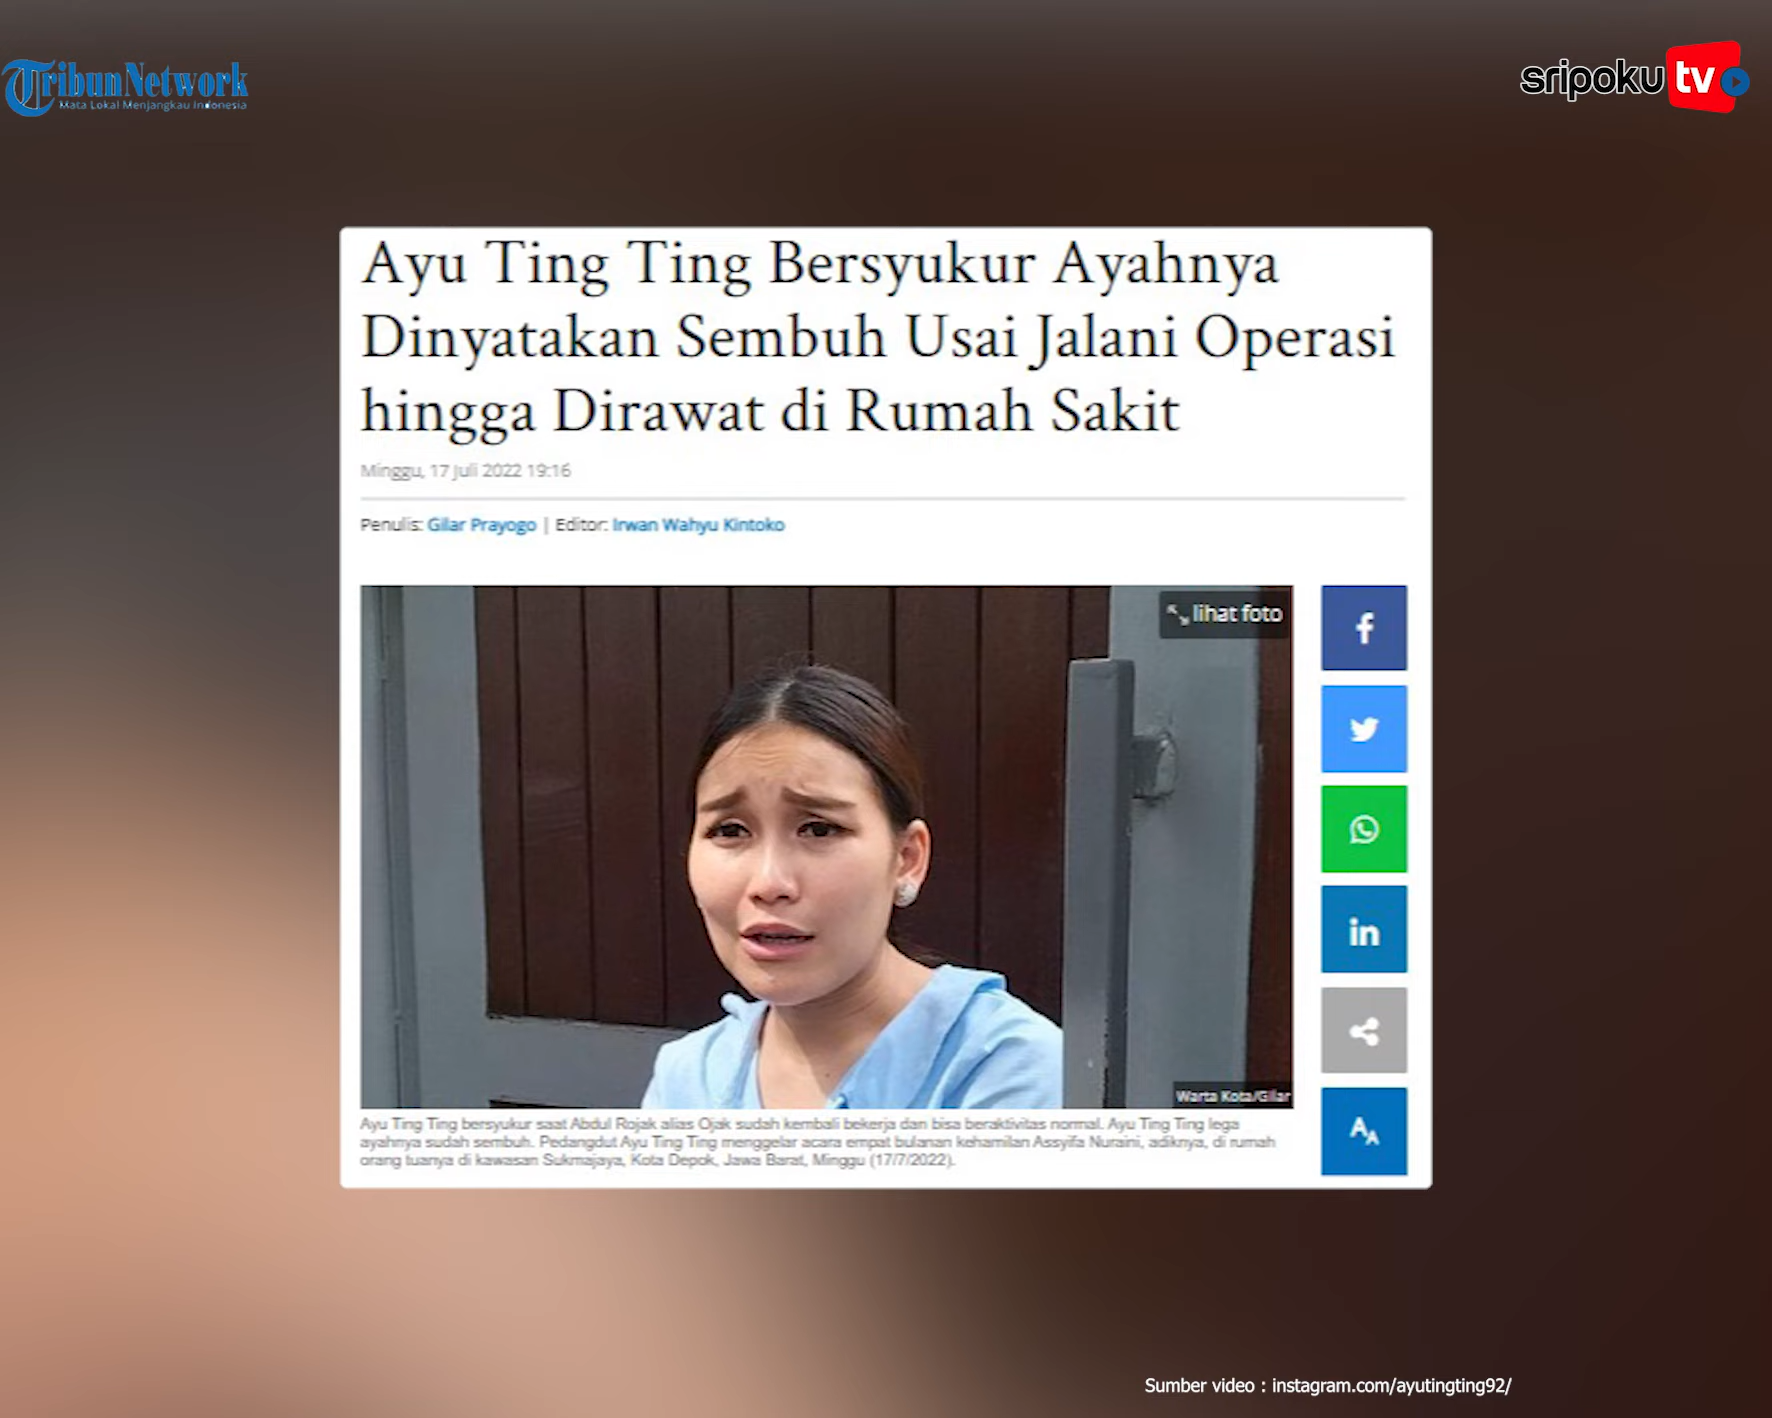 TribunNetwork
Mata Lokal Menjangkau Indonesia
sripoku tv
Ayu Ting Ting Bersyukur Ayahnya
Dinyatakan Sembuh Usai Jalani Operasi
hingga Dirawat di Rumah Sakit
Minggu, 17 Juli 2022 19:16
Penulis: Gilar Prayogo | Editor: Irwan Wahyu Kintoko
lihat foto
f
in
AA
Warta Kota/Gilar
Ayu Ting Ting bersyukur saat Abdul Rojak alias Ojak sudah kembali bekerja dan bisa beraktivitas normal. Ayu Ting Ting lega
ayahnya sudah sembuh. Pedangdut Ayu Ting Ting menggelar acara empat bulanan kehamilan Assyifa Nuraini, adiknya, di rumah
orang tuanya di kawasan Sukmajaya, Kota Depok, Jawa Barat, Minggu (17/7/2022).
Sumber video : instagram.com/ayutingting92/